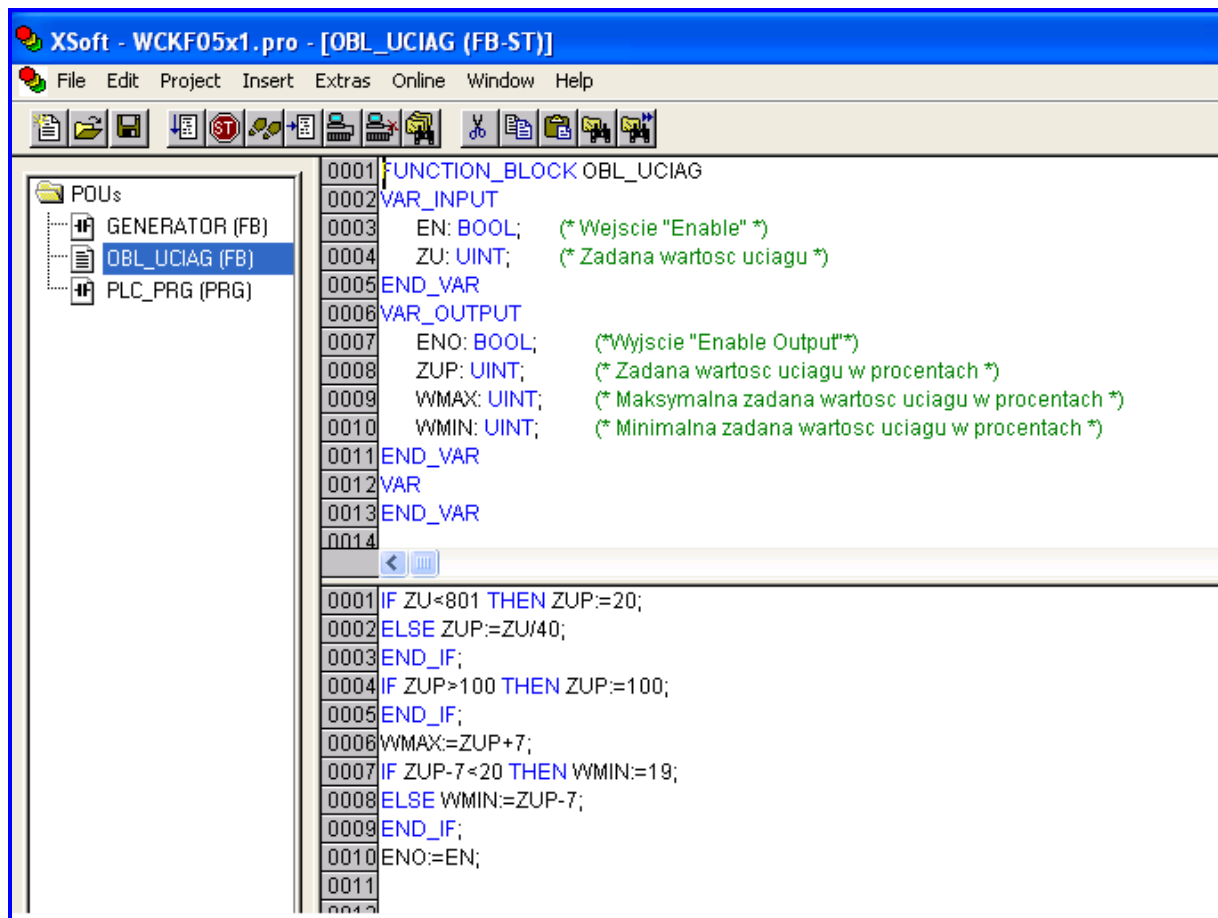 XSoft - WCKF05x1.pro - [OBL_UCIAG (FB-ST)]
File Edit Project Insert Extras Online Window Help
ST
POUs
GENERATOR (FB)
OBL_UCIAG (FB)
PLC_PRG (PRG)
0001 FUNCTION_BLOCK OBL_UCIAG
0002 VAR_INPUT
0003 EN: BOOL; (* Wejscie "Enable" *)
0004 ZU: UINT; (* Zadana wartosc uciagu *)
0005 END_VAR
0006 VAR_OUTPUT
0007 ENO: BOOL; (*Wyjscie "Enable Output"*)
0008 ZUP: UINT; (* Zadana wartosc uciagu w procentach *)
0009 WMAX: UINT; (* Maksymalna zadana wartosc uciagu w procentach *)
0010 WMIN: UINT; (* Minimalna zadana wartosc uciagu w procentach *)
0011 END_VAR
0012 VAR
0013 END_VAR
0014
0001 IF ZU<801 THEN ZUP:=20;
0002 ELSE ZUP:=ZU/40;
0003 END_IF;
0004 IF ZUP>100 THEN ZUP:=100;
0005 END_IF;
0006 WMAX:=ZUP+7;
0007 IF ZUP-7<20 THEN WMIN:=19;
0008 ELSE WMIN:=ZUP-7;
0009 END_IF;
0010 ENO:=EN;
0011
0012